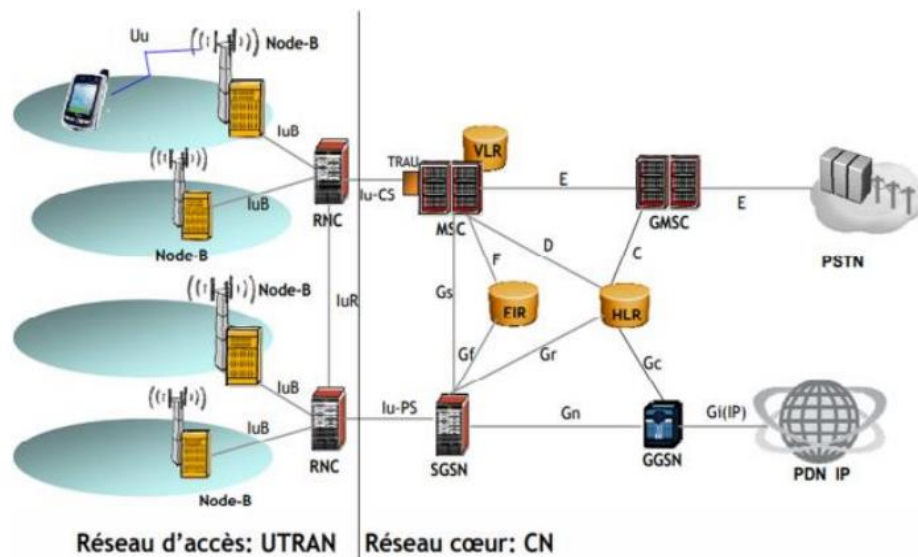 Uu
Node-B
IuB
VLR
TRAU
Iu-CS
RNC
MSC
E
GMSC
E
PSTN
IuB
Node-B
D
C
F
Gs
IuR
Node-B
EIR
HLR
Gf
Gr
Gc
IuB
Iu-PS
Gn
Gi(IP)
IuB
RNC
SGSN
GGSN
PDN IP
Node-B
Réseau d'accès: UTRAN
Réseau cœur: CN